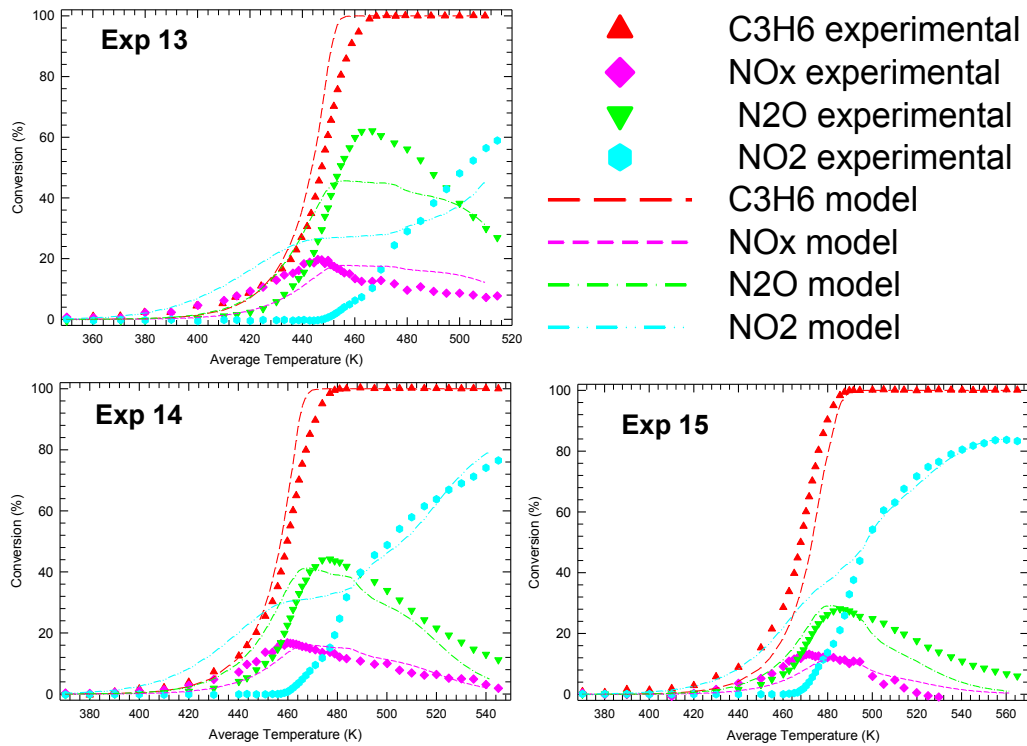 Exp 13
100
80
60
40
20
0
Conversion (%)
360 380 400 420 440 460 480 500 520
Average Temperature (K)
C3H6 experimental
NOx experimental
N2O experimental
NO2 experimental
C3H6 model
NOx model
N2O model
NO2 model
Exp 14
100
80
60
40
20
0
Conversion (%)
380 400 420 440 460 480 500 520 540
Average Temperature (K)
Exp 15
100
80
60
40
20
0
Conversion (%)
380 400 420 440 460 480 500 520 540 560
Average Temperature (K)